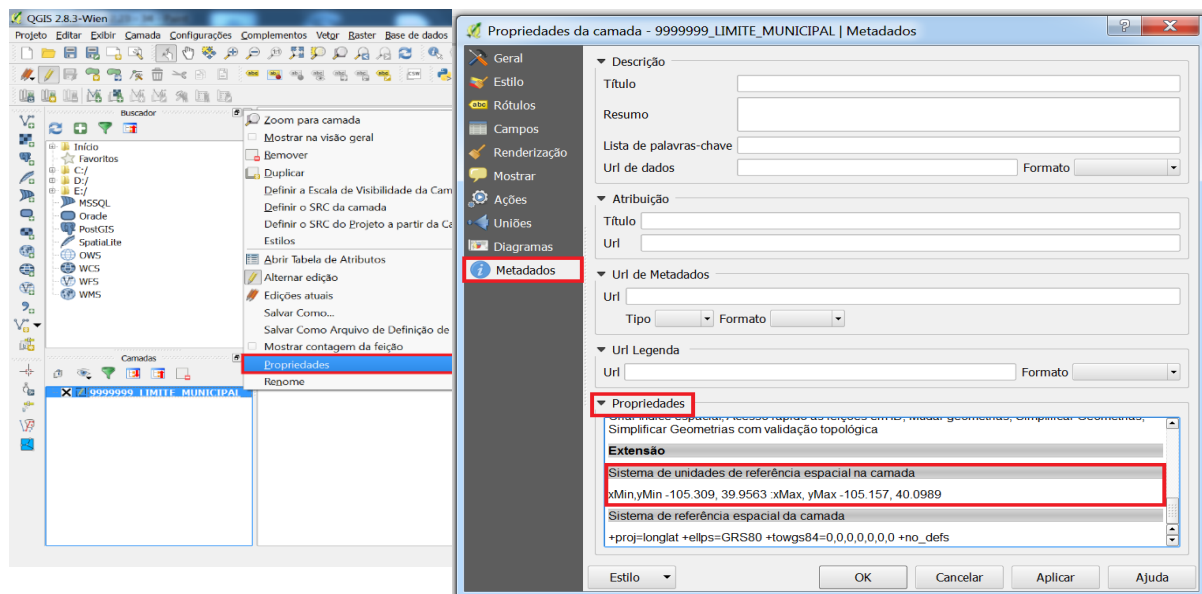 QGIS 2.8.3-Wien
Projeto Editar Exibir Camada Configurações Complementos Vetor Raster Base de dados
Buscador
Início
Favoritos
C:/
D:/
E:/
MSSQL
Oracle
PostGIS
SpatiaLite
OWS
WCS
WFS
WMS
Camadas
9999999_LIMITE_MUNICIPAL
Zoom para camada
Mostrar na visão geral
Remover
Duplicar
Definir a Escala de Visibilidade da Cam
Definir o SRC da camada
Definir o SRC do Projeto a partir da Ca
Estilos
Abrir Tabela de Atributos
Alternar edição
Edições atuais
Salvar Como...
Salvar Como Arquivo de Definição de
Mostrar contagem da feição
Propriedades
Renome
Propriedades da camada - 9999999_LIMITE_MUNICIPAL | Metadados
Geral
Estilo
Rótulos
Campos
Renderização
Mostrar
Ações
Uniões
Diagramas
Metadados
Descrição
Título
Resumo
Lista de palavras-chave
Url de dados Formato
Atribuição
Título
Url
Url de Metadados
Url
Tipo Formato
Url Legenda
Url Formato
Propriedades
Simplificar Geometrias com validação topológica
Extensão
Sistema de unidades de referência espacial na camada
xMin,yMin -105.309, 39.9563 :xMax, yMax -105.157, 40.0989
Sistema de referência espacial da camada
+proj=longlat +ellps=GRS80 +towgs84=0,0,0,0,0,0,0 +no_defs
Estilo OK Cancelar Aplicar Ajuda